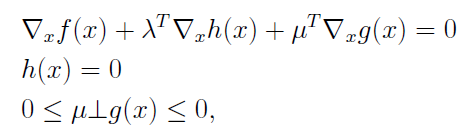 ∇ₓf(x) + λᵀ∇ₓh(x) + μᵀ∇ₓg(x) = 0
h(x) = 0
0 ≤ μ⊥g(x) ≤ 0,